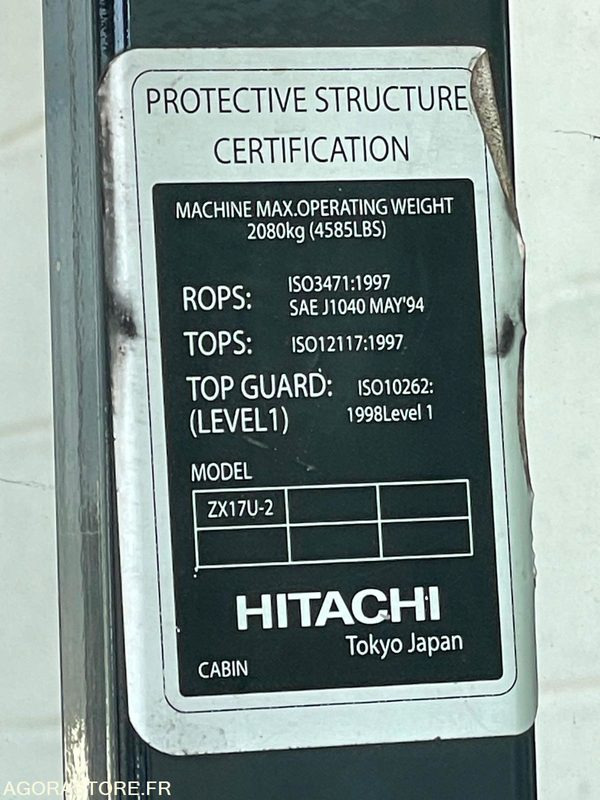 PROTECTIVE STRUCTURE
CERTIFICATION
MACHINE MAX.OPERATING WEIGHT
2080kg (4585LBS)
ROPS: ISO3471:1997
SAE J1040 MAY'94
TOPS: ISO12117:1997
TOP GUARD: ISO10262:
(LEVEL1) 1998Level 1
MODEL
ZX17U-2
HITACHI
Tokyo Japan
CABIN
AGORASTORE.FR